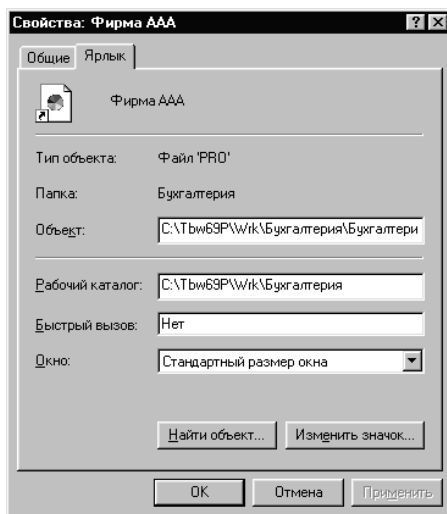 Свойства: Фирма ААА
Общие Ярлык
Фирма ААА
Тип объекта: Файл 'PRO'
Папка: Бухгалтерия
Объект: C:\Tbw69P\Wrk\Бухгалтерия\Бухгалтери
Рабочий каталог: C:\Tbw69P\Wrk\Бухгалтерия
Быстрый вызов: Нет
Окно: Стандартный размер окна
Найти объект... Изменить значок...
OK Отмена Применить